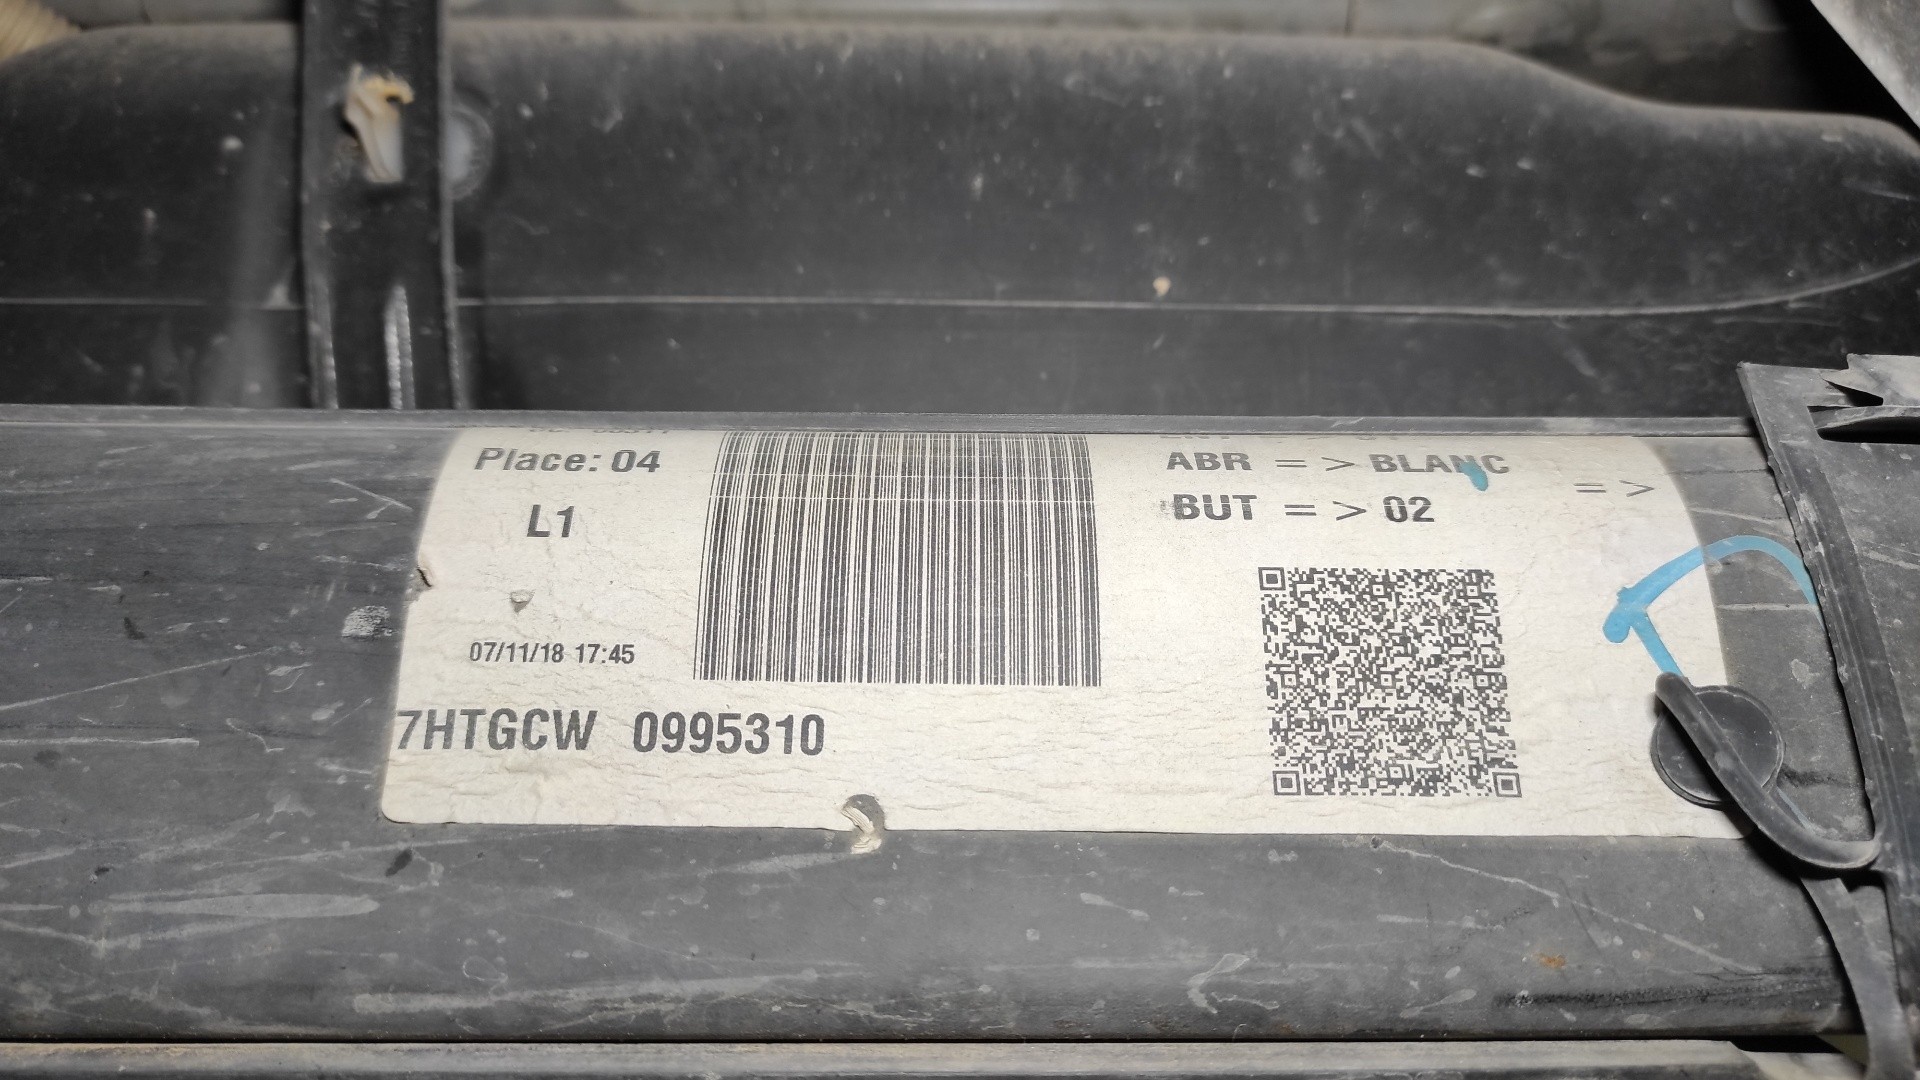 Place: 04
L1
07/11/18 17:45
7HTGCW 0995310
ABR = > BLANC
= >
BUT = > 02